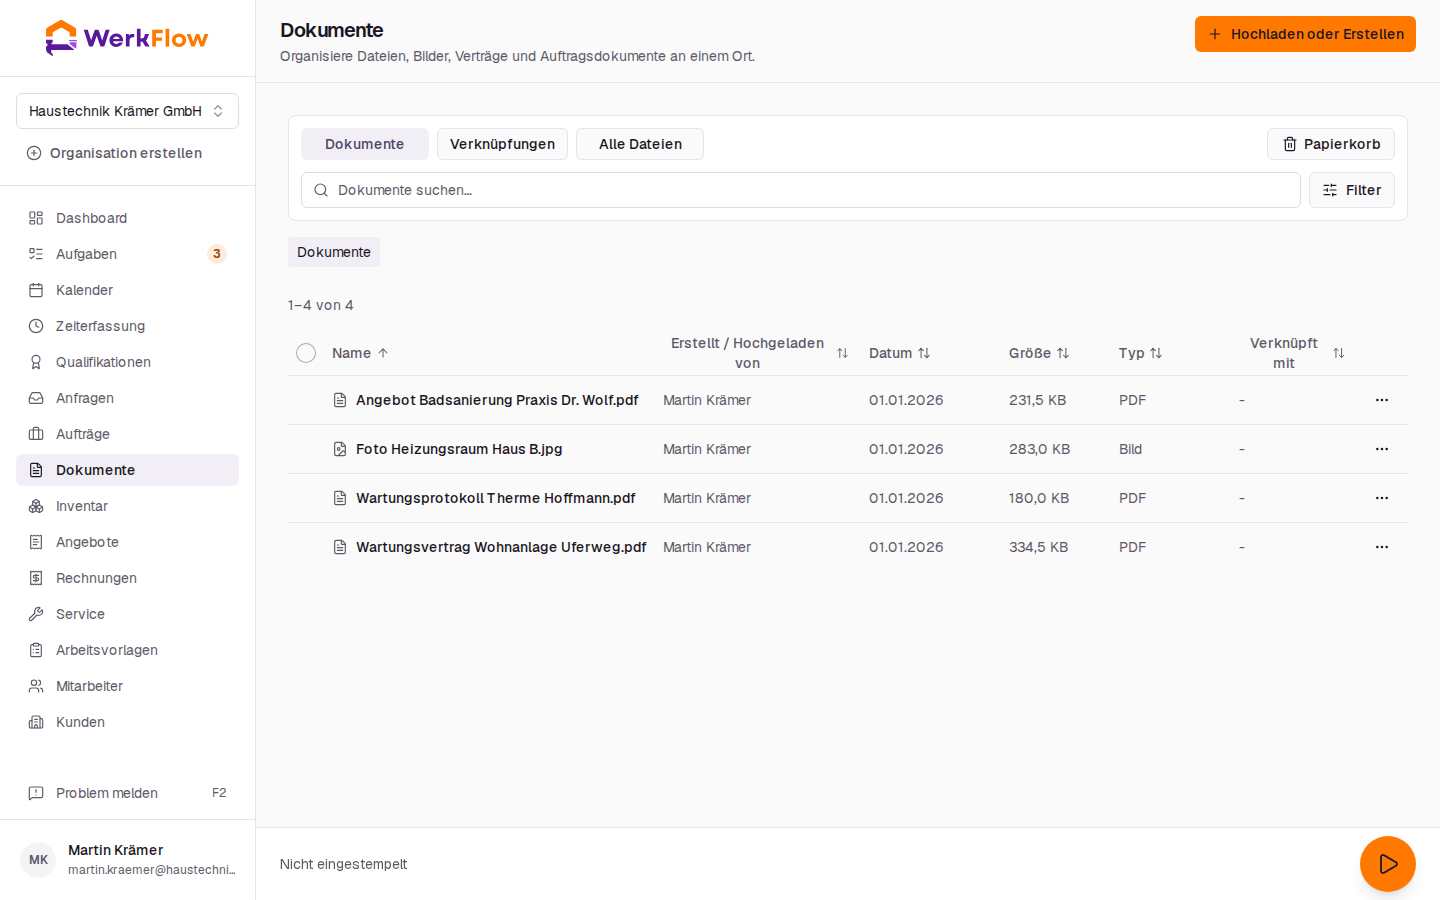 WerkFlow
Haustechnik Krämer GmbH
Organisation erstellen
Dashboard
Aufgaben 3
Kalender
Zeiterfassung
Qualifikationen
Anfragen
Aufträge
Dokumente
Inventar
Angebote
Rechnungen
Service
Arbeitsvorlagen
Mitarbeiter
Kunden
Problem melden F2
MK
Martin Krämer
martin.kraemer@haustechni...
Dokumente
Organisiere Dateien, Bilder, Verträge und Auftragsdokumente an einem Ort.
Hochladen oder Erstellen
Dokumente Verknüpfungen Alle Dateien Papierkorb
Dokumente suchen... Filter
Dokumente
1–4 von 4
Name Erstellt / Hochgeladen von Datum Größe Typ Verknüpft mit
Angebot Badsanierung Praxis Dr. Wolf.pdf Martin Krämer 01.01.2026 231,5 KB PDF -
Foto Heizungsraum Haus B.jpg Martin Krämer 01.01.2026 283,0 KB Bild -
Wartungsprotokoll Therme Hoffmann.pdf Martin Krämer 01.01.2026 180,0 KB PDF -
Wartungsvertrag Wohnanlage Uferweg.pdf Martin Krämer 01.01.2026 334,5 KB PDF -
Nicht eingestempelt